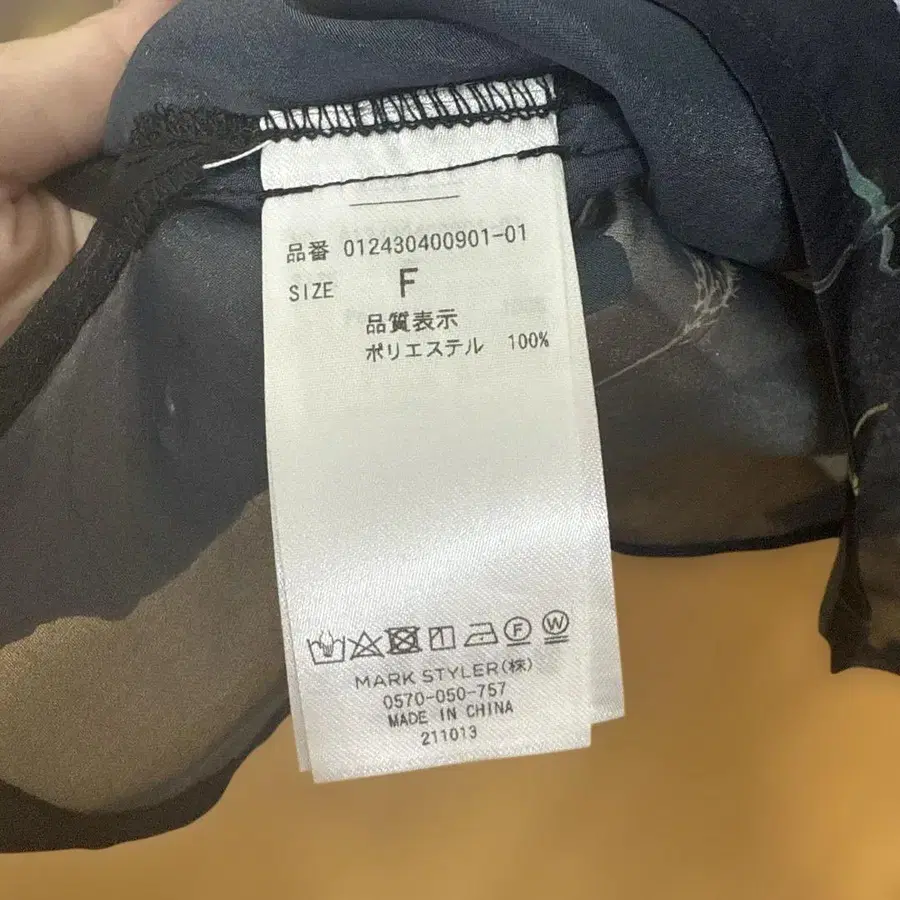 品番 012430400901-01
SIZE F
品質表示
ポリエステル 100%
F W
MARK STYLER(株)
0570-050-757
MADE IN CHINA
211013